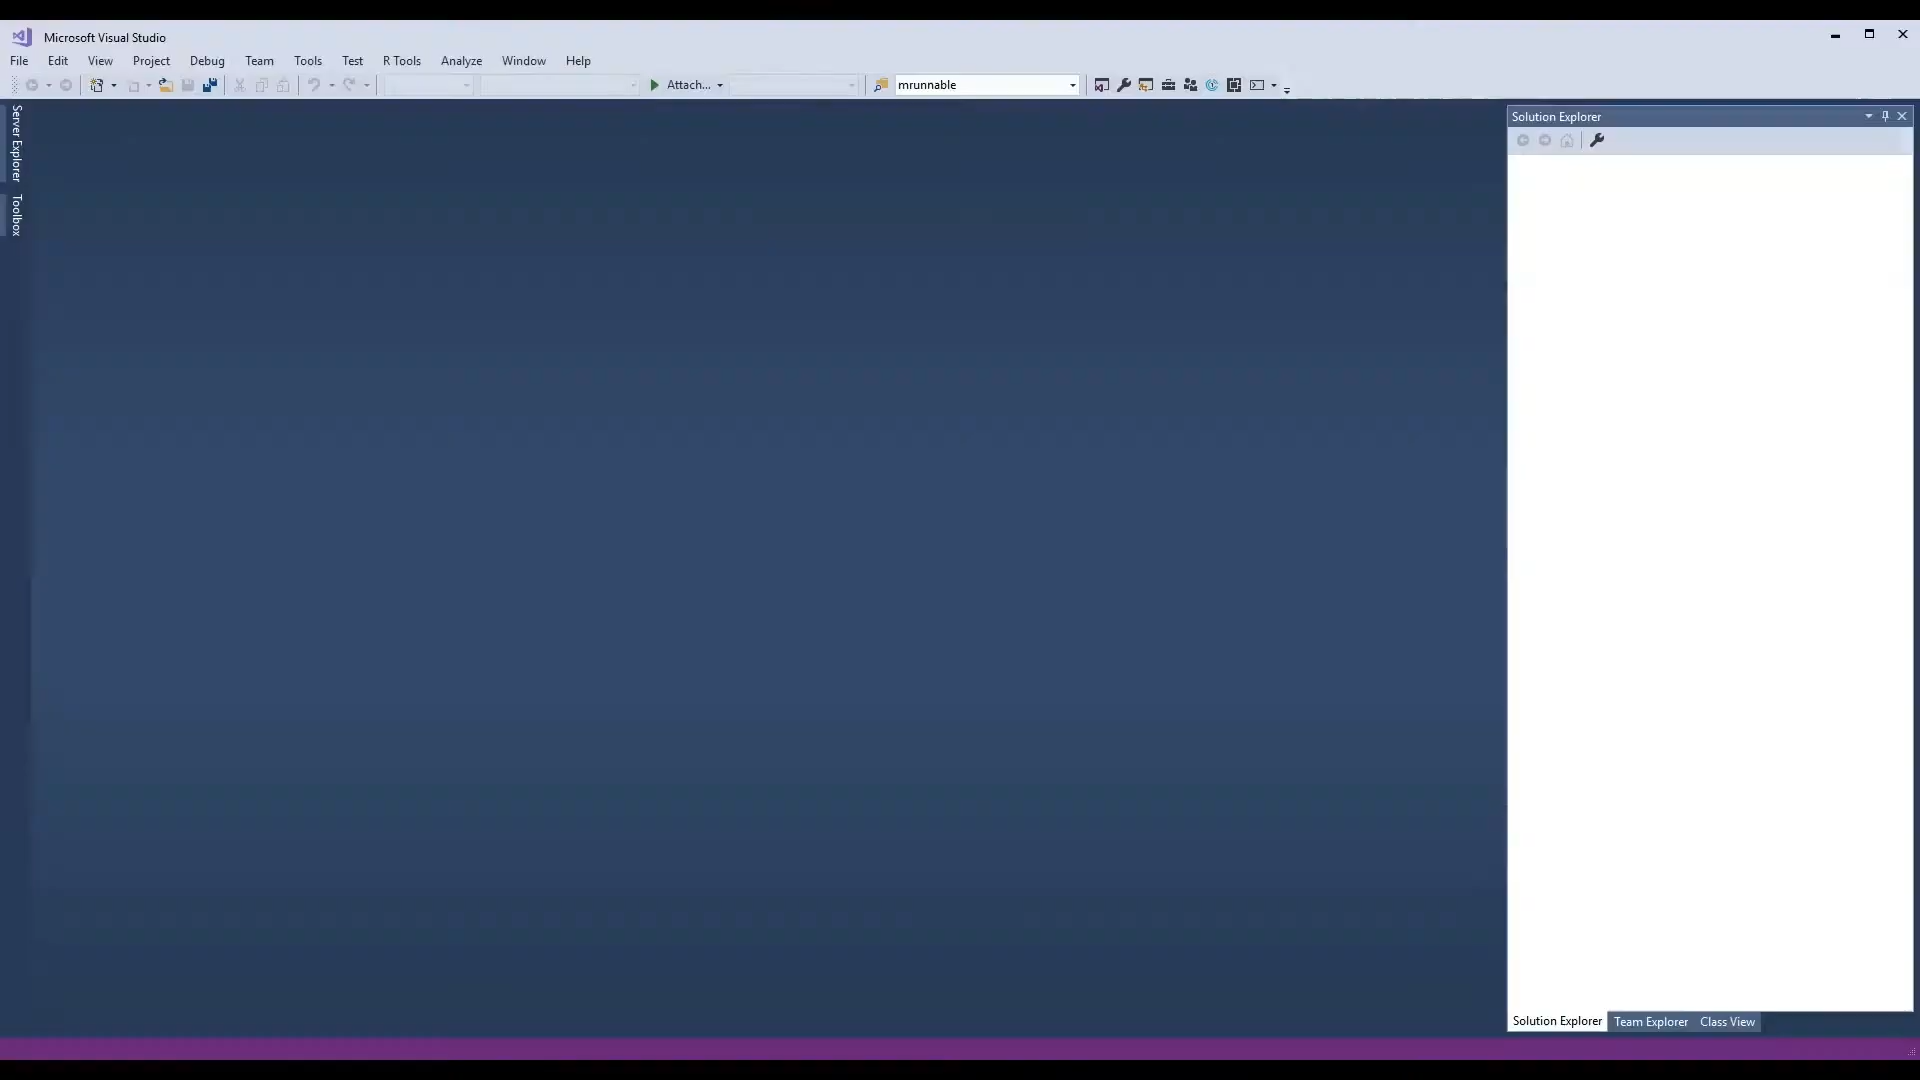 Microsoft Visual Studio
File Edit View Project Debug Team Tools Test R Tools Analyze Window Help
Attach... mrunnable
Server Explorer
Toolbox
Solution Explorer
Solution Explorer Team Explorer Class View